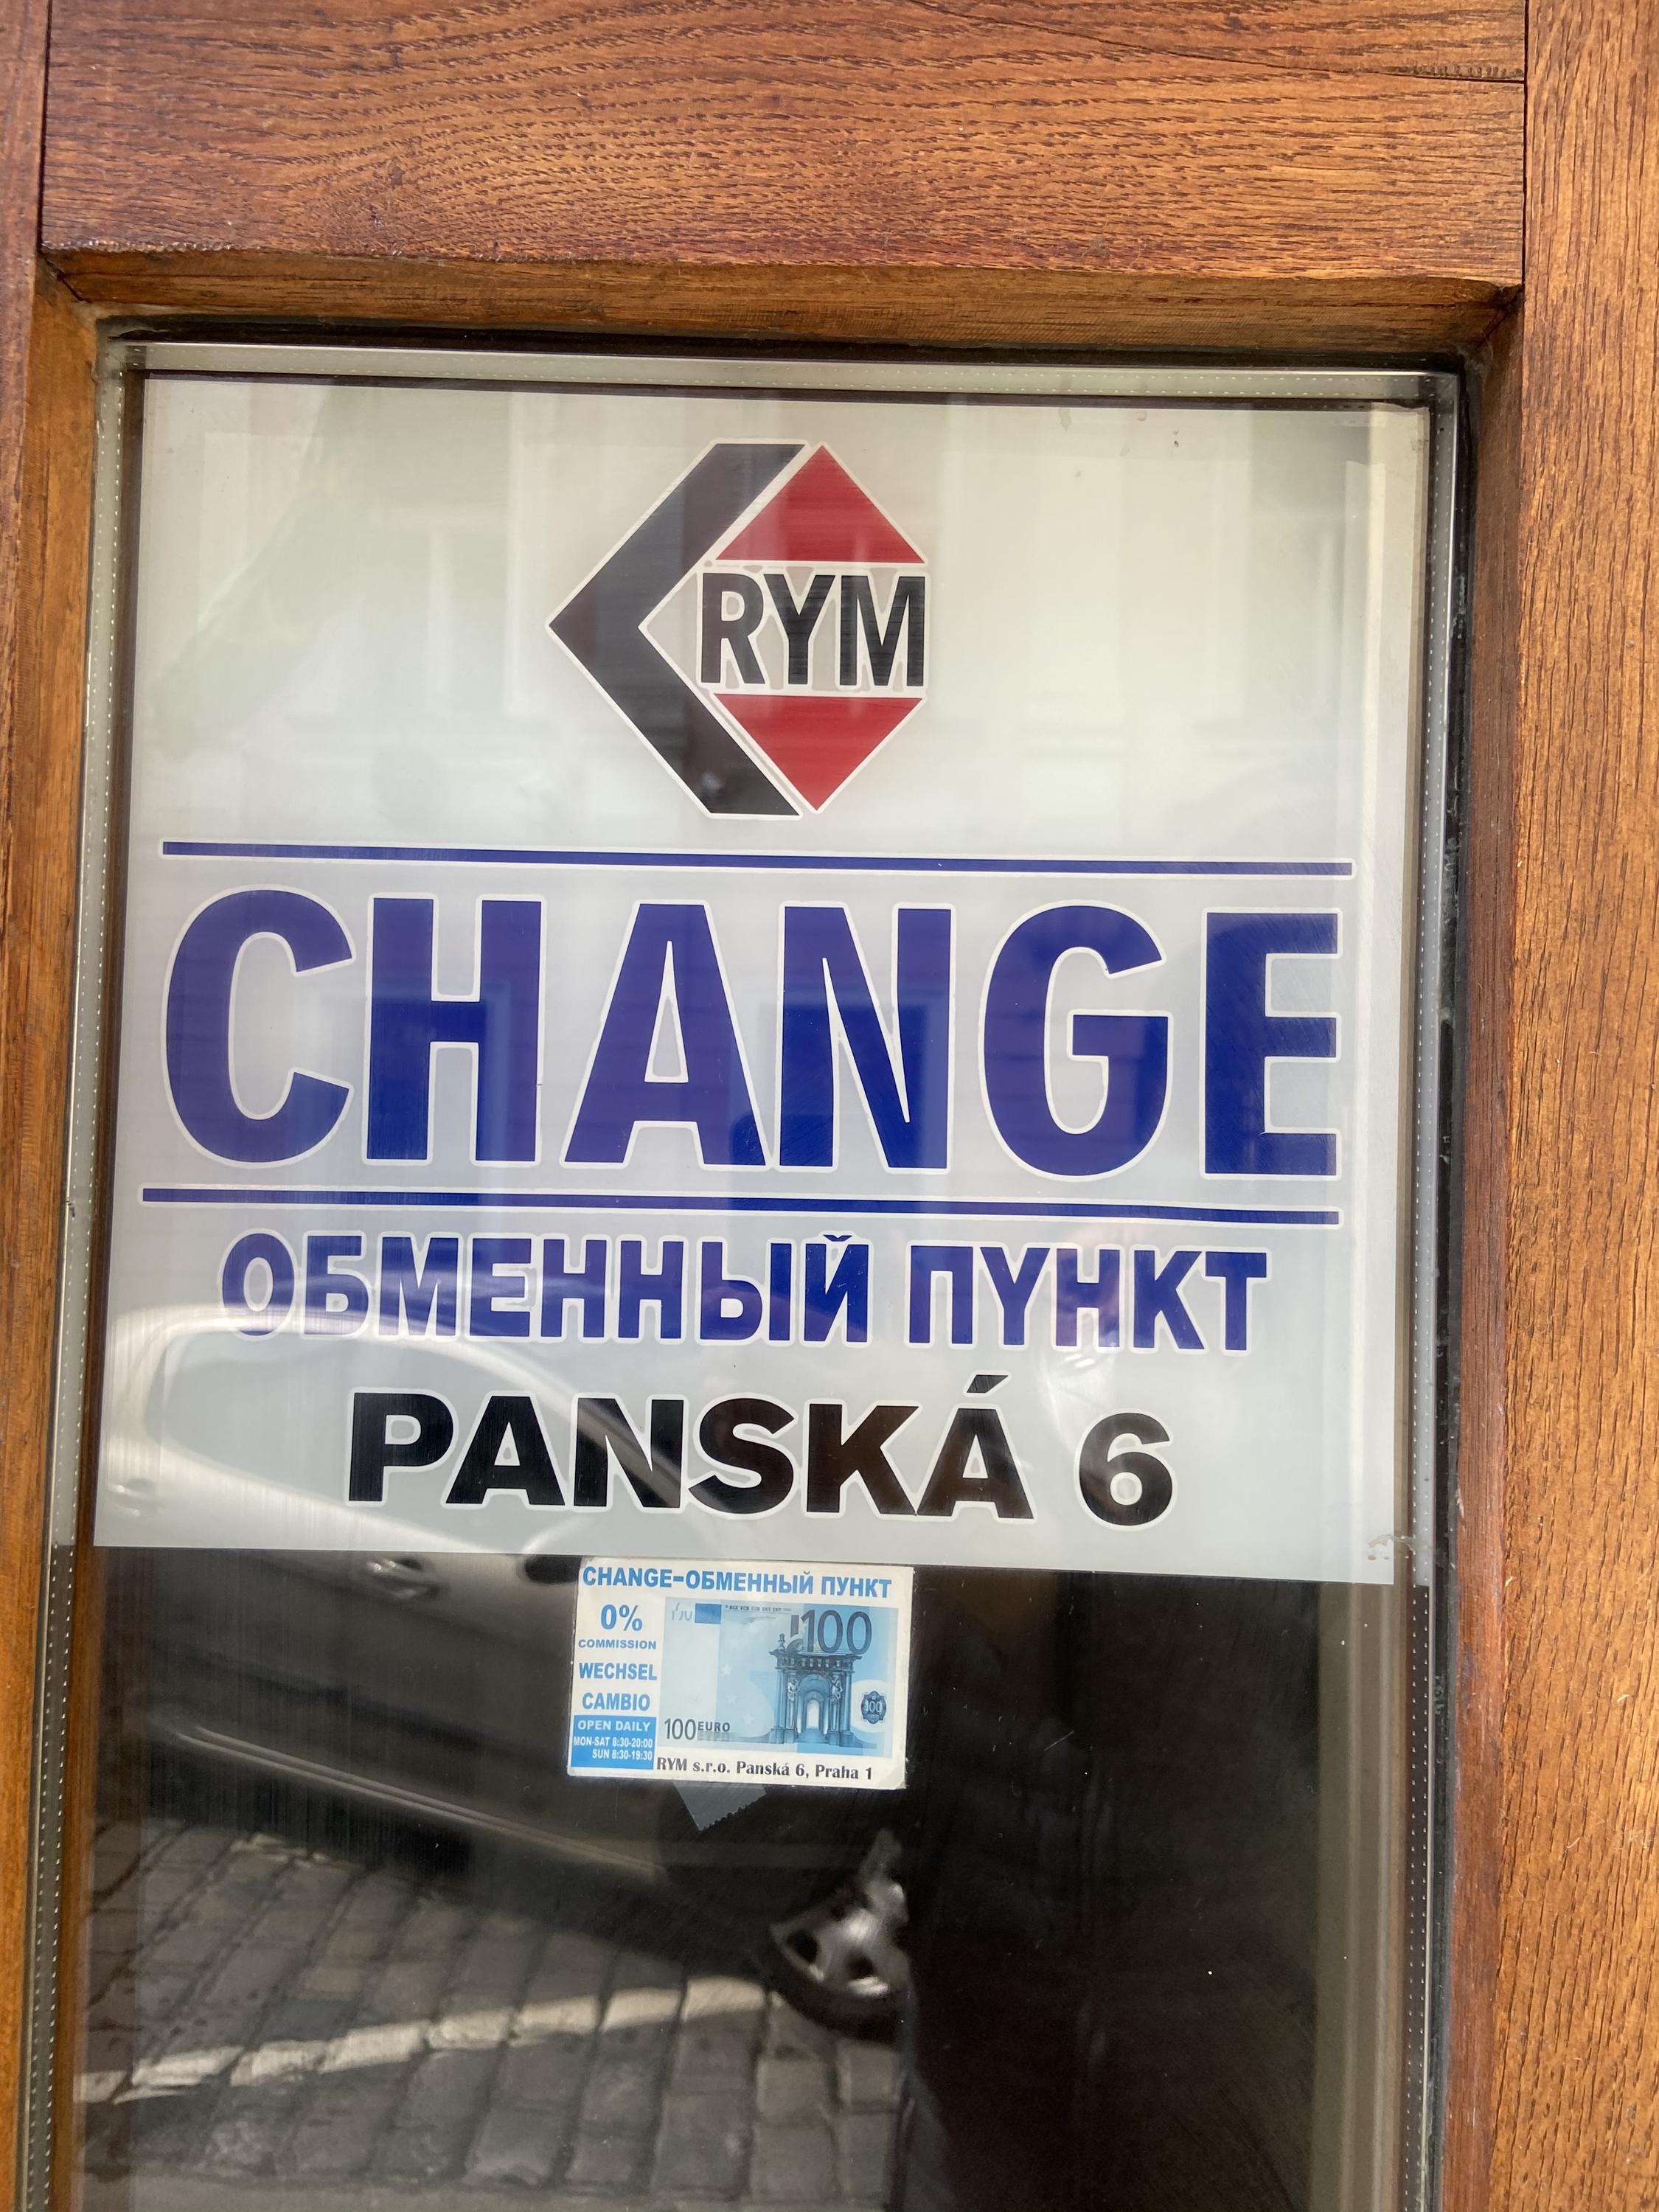 RYM
CHANGE
ОБМЕННЫЙ ПУНКТ
PANSKÁ 6
CHANGE-ОБМЕННЫЙ ПУНКТ
0%
COMMISSION
WECHSEL
CAMBIO
OPEN DAILY
MON-SAT 8:30-20:00
SUN 8:30-19:30
100
100
100 EURO
RYM s.r.o. Panská 6, Praha 1